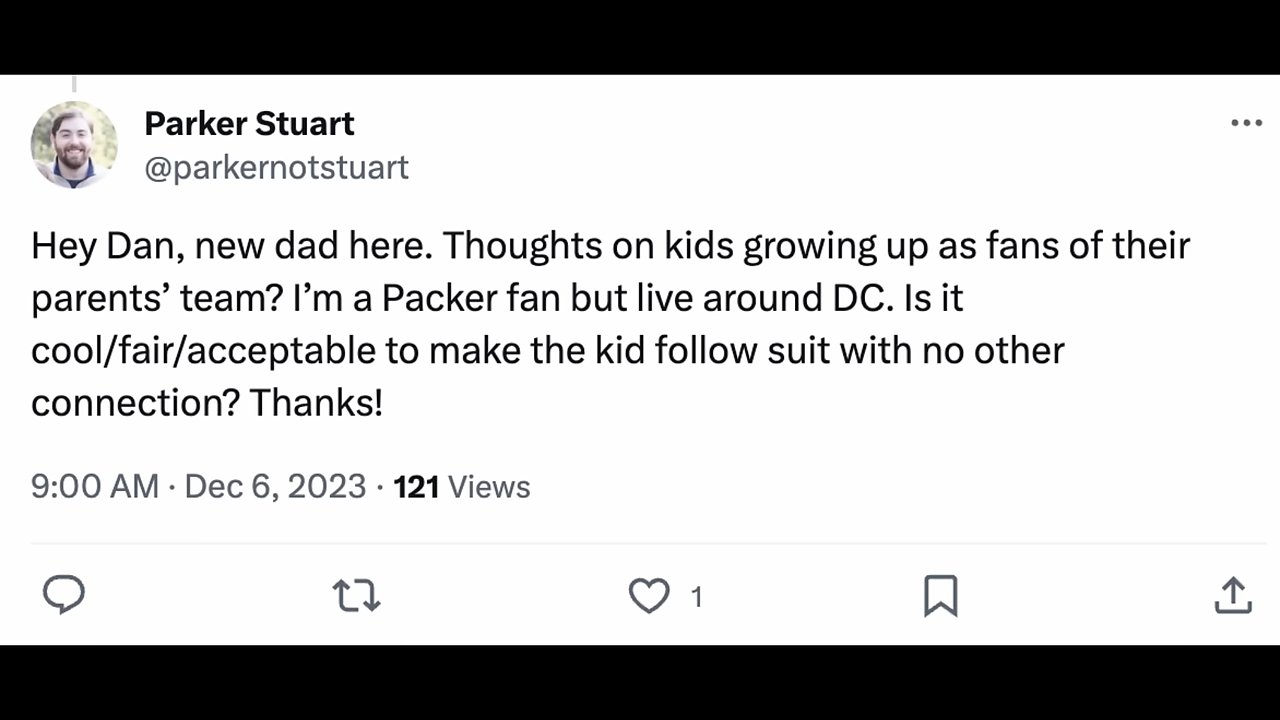 Parker Stuart
@parkernotstuart
Hey Dan, new dad here. Thoughts on kids growing up as fans of their
parents’ team? I’m a Packer fan but live around DC. Is it
cool/fair/acceptable to make the kid follow suit with no other
connection? Thanks!
9:00 AM · Dec 6, 2023 · 121 Views
1